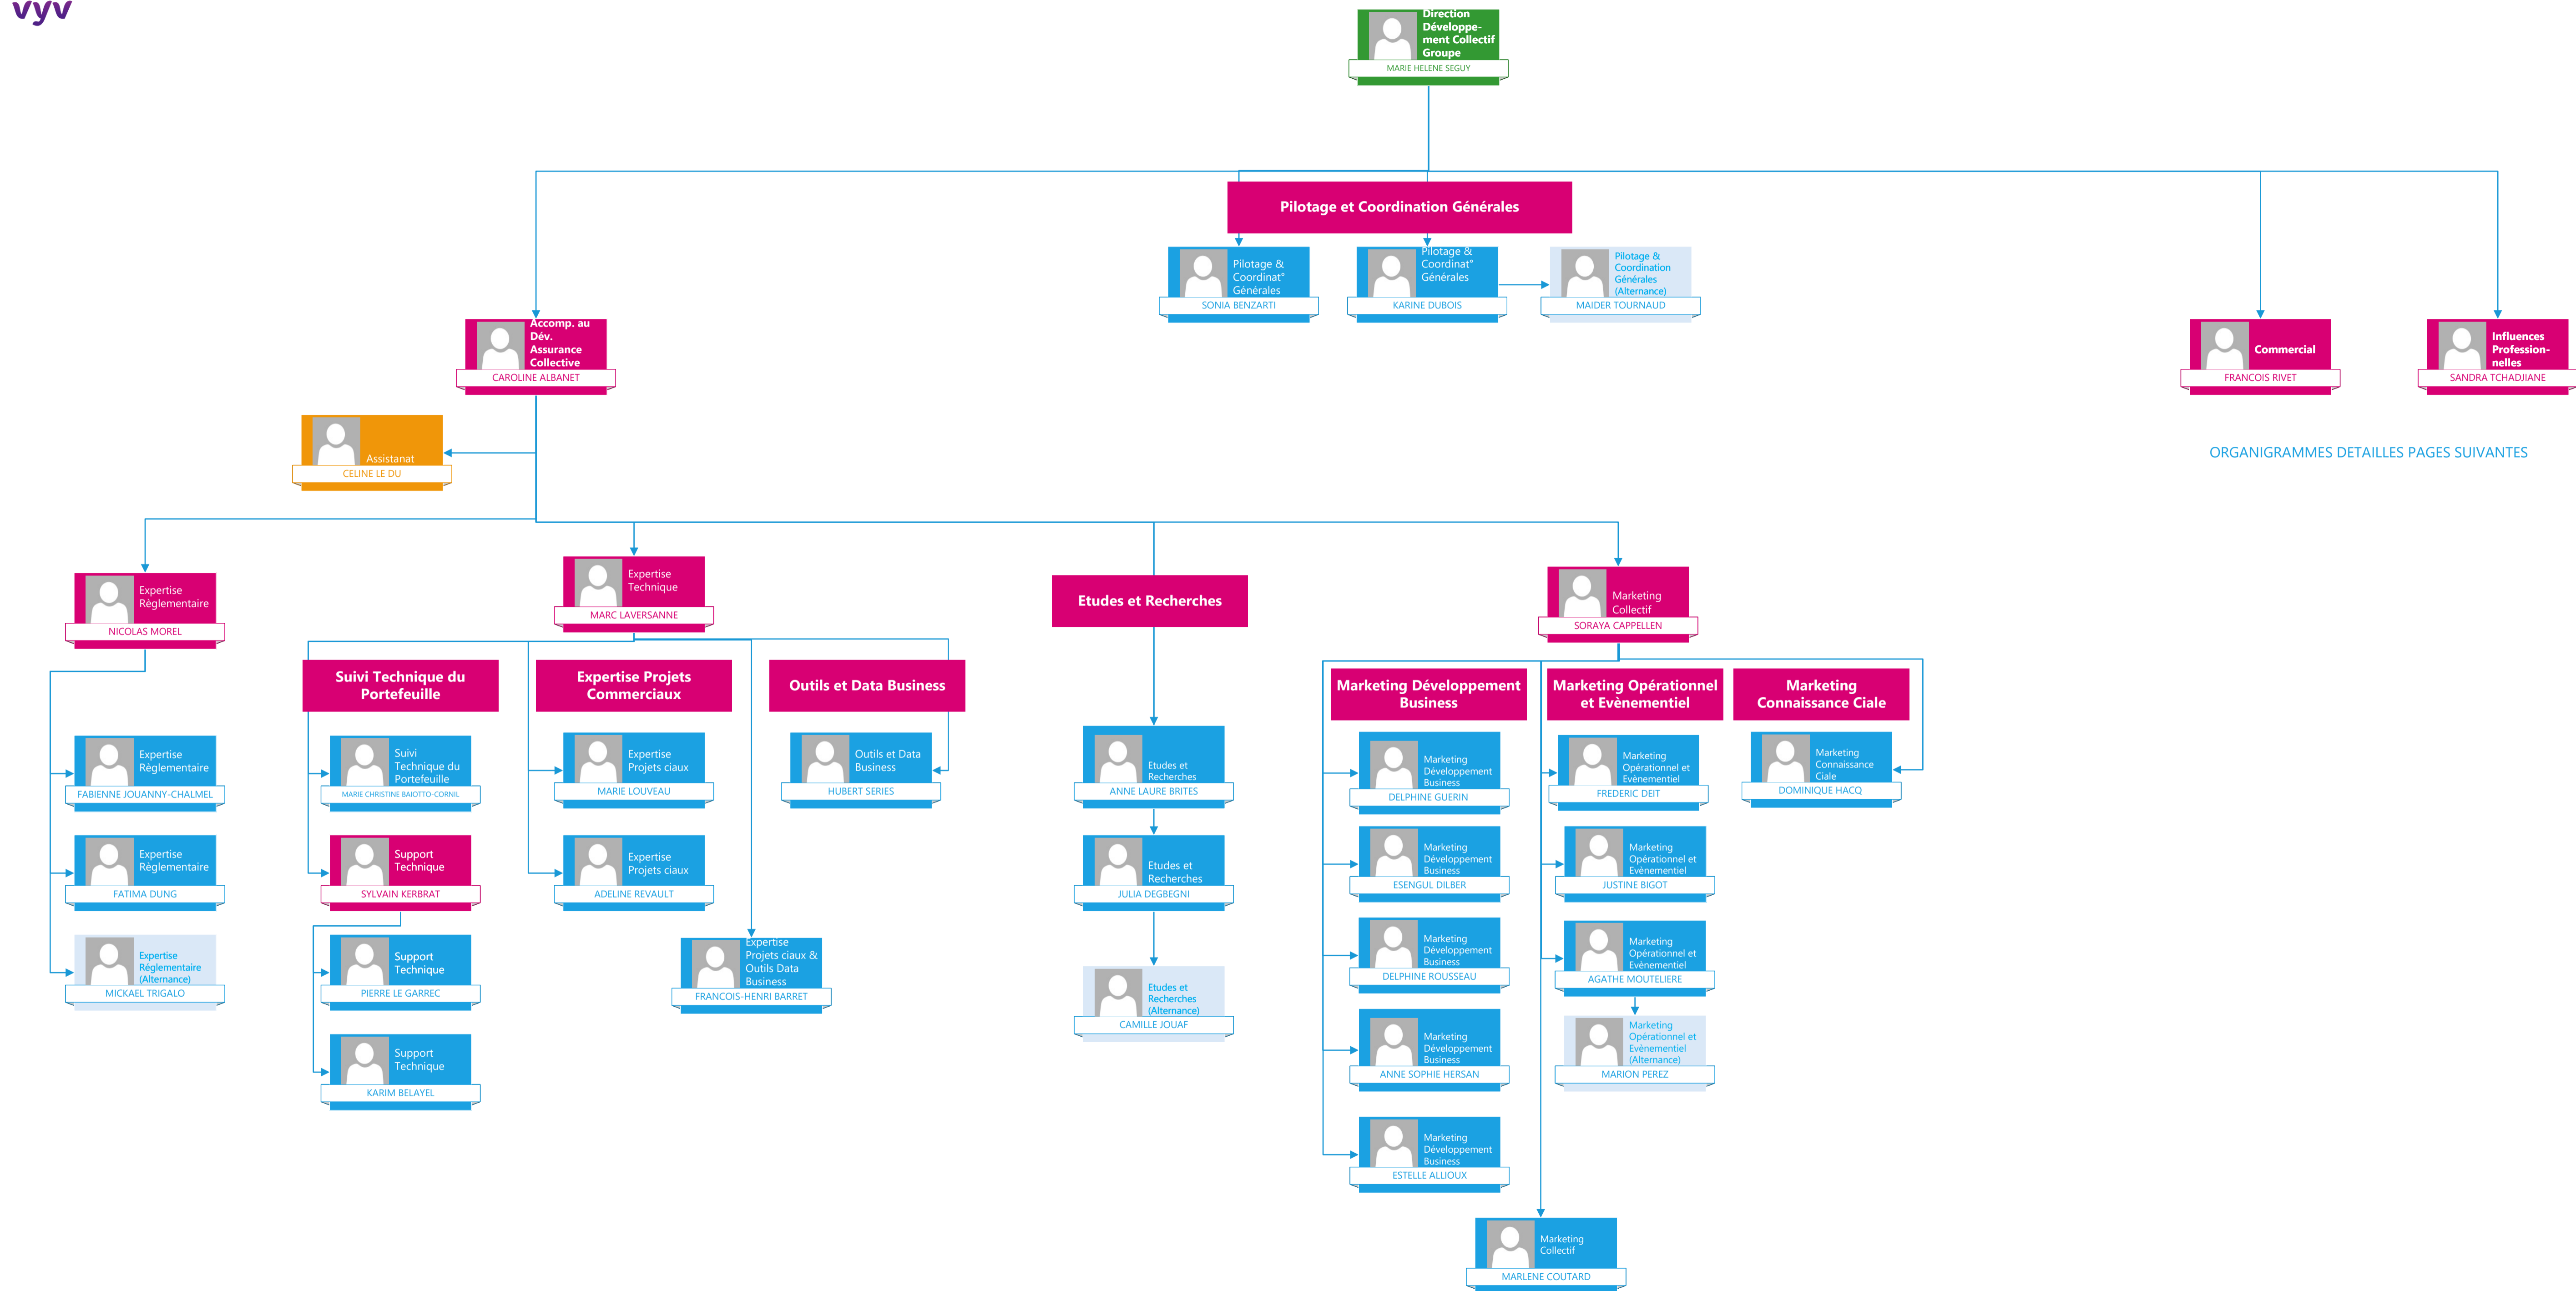 vyv
Direction
Développe-
ment Collectif
Groupe
MARIE HELENE SEGUY
Pilotage et Coordination Générales
Pilotage &
Coordinat°
Générales
SONIA BENZARTI
Pilotage &
Coordinat°
Générales
KARINE DUBOIS
Pilotage &
Coordination
Générales
(Alternance)
MAIDER TOURNAUD
Accomp. au
Dév.
Assurance
Collective
CAROLINE ALBANET
Commercial
FRANCOIS RIVET
Influences
Profession-
nelles
SANDRA TCHADJIANE
Assistanat
CELINE LE DU
ORGANIGRAMMES DETAILLES PAGES SUIVANTES
Expertise
Règlementaire
NICOLAS MOREL
Expertise
Technique
MARC LAVERSANNE
Etudes et Recherches
Marketing
Collectif
SORAYA CAPPELLEN
Suivi Technique du
Portefeuille
Expertise Projets
Commerciaux
Outils et Data Business
Marketing Développement
Business
Marketing Opérationnel
et Evènementiel
Marketing
Connaissance Ciale
Expertise
Règlementaire
FABIENNE JOUANNY-CHALMEL
Suivi
Technique du
Portefeuille
MARIE CHRISTINE BAIOTTO-CORNIL
Expertise
Projets ciaux
MARIE LOUVEAU
Outils et Data
Business
HUBERT SERIES
Etudes et
Recherches
ANNE LAURE BRITES
Marketing
Développement
Business
DELPHINE GUERIN
Marketing
Opérationnel et
Evènementiel
FREDERIC DEIT
Marketing
Connaissance
Ciale
DOMINIQUE HACQ
Expertise
Règlementaire
FATIMA DUNG
Support
Technique
SYLVAIN KERBRAT
Expertise
Projets ciaux
ADELINE REVAULT
Etudes et
Recherches
JULIA DEGBEGNI
Marketing
Développement
Business
ESENGUL DILBER
Marketing
Opérationnel et
Evènementiel
JUSTINE BIGOT
Expertise
Réglementaire
(Alternance)
MICKAEL TRIGALO
Support
Technique
PIERRE LE GARREC
Expertise
Projets ciaux &
Outils Data
Business
FRANCOIS-HENRI BARRET
Etudes et
Recherches
(Alternance)
CAMILLE JOUAF
Marketing
Développement
Business
DELPHINE ROUSSEAU
Marketing
Opérationnel et
Evènementiel
AGATHE MOUTELIERE
Support
Technique
KARIM BELAYEL
Marketing
Développement
Business
ANNE SOPHIE HERSAN
Marketing
Opérationnel et
Evènementiel
(Alternance)
MARION PEREZ
Marketing
Développement
Business
ESTELLE ALLIOUX
Marketing
Collectif
MARLENE COUTARD